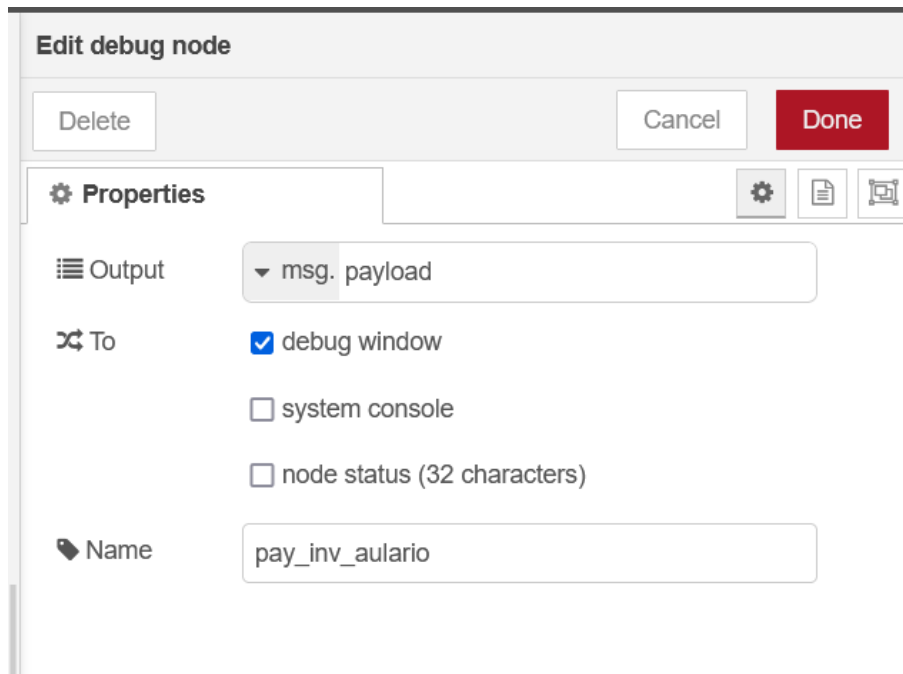 Edit debug node
Delete Cancel Done
Properties
Output msg. payload
To debug window
system console
node status (32 characters)
Name pay_inv_aulario